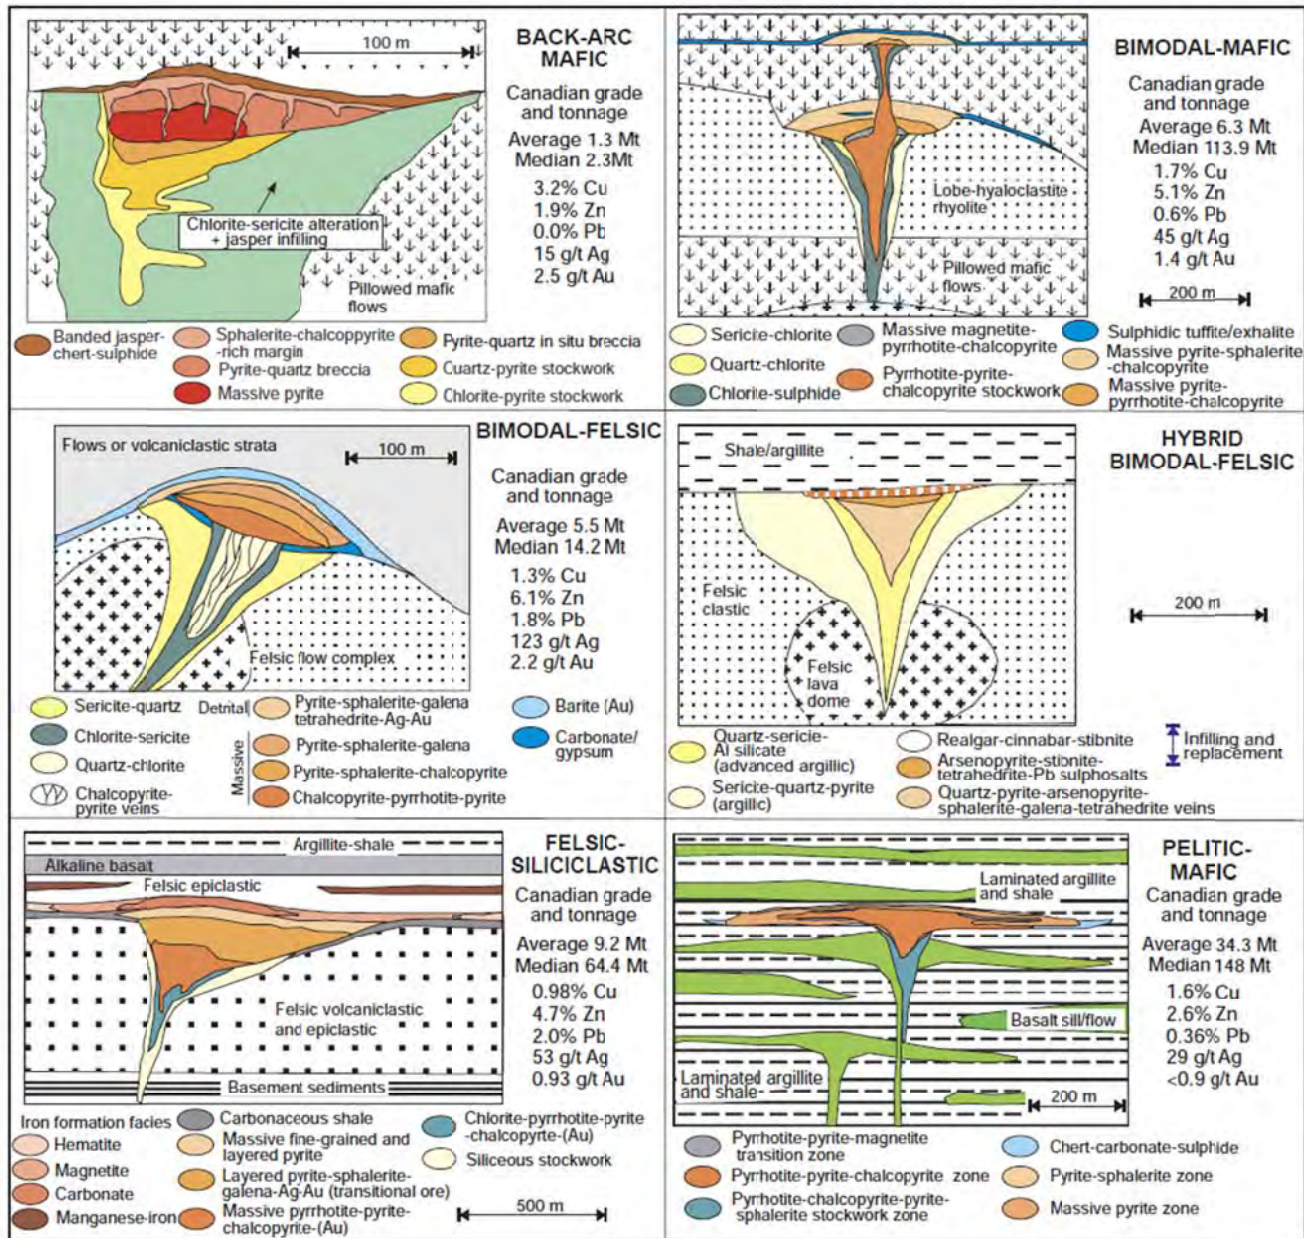 100 m
BACK-ARC
MAFIC
Canadian grade
and tonnage
Average 1.3 Mt
Median 2.3Mt
3.2% Cu
1.9% Zn
0.0% Pb
15 g/t Ag
2.5 g/t Au
Chlorite-sericite alteration
+ jasper infilling
Pillowed mafic
flows
Banded jasper-
chert-sulphide
Sphalerite-chalcoppyrite
-rich margin
Pyrite-quartz breccia
Massive pyrite
Pyrite-quartz in situ breccia
Cuartz-pyrite stockwork
Chlorite-pyrite stockwork
BIMODAL-MAFIC
Canadian grade
and tonnage
Average 6.3 Mt
Median 113.9 Mt
1.7% Cu
5.1% Zn
0.6% Pb
45 g/t Ag
1.4 g/t Au
200 m
Lobe-hyaloclastite
rhyolite
Pillowed mafic
flows
Sericite-chlorite
Quartz-chlorite
Chlorite-sulphide
Massive magnetite-
pyrrhotite-chalcopyrite
Pyrrhotite-pyrite-
chalcopyrite stockwork
Sulphidic tuffite/exhalite
Massive pyrite-sphalerite
-chalcopyrite
Massive pyrite-
pyrrhotite-chalcopyrite
Flows or volcaniclastic strata
100 m
BIMODAL-FELSIC
Canadian grade
and tonnage
Average 5.5 Mt
Median 14.2 Mt
1.3% Cu
6.1% Zn
1.8% Pb
123 g/t Ag
2.2 g/t Au
Felsic flow complex
Sericite-quartz
Chlorite-sericite
Quartz-chlorite
Chalcopyrite-
pyrite veins
Detrital
Pyrite-sphalerite-galena
tetrahedrite-Ag-Au
Massive
Pyrite-sphalerite-galena
Pyrite-sphalerite-chalcopyrite
Chalcopyrite-pyrrhotite-pyrite
Barite (Au)
Carbonate/
gypsum
HYBRID
BIMODAL-FELSIC
Shale/argillite
Felsic
clastic
Felsic
lava
dome
200 m
Quartz-sericie-
Al silicate
(advanced argillic)
Sericite-quartz-pyrite
(argillic)
Realgar-cinnabar-stibnite
Arsenopyrite-stibnite-
tetrahedrite-Pb sulphosalts
Quartz-pyrite-arsenopyrite-
sphalerite-galena-tetrahedrite veins
Infilling and
replacement
Argillite-shale
Alkaline basalt
Felsic epiclastic
Felsic volcaniclastic
and epiclastic
Basement sediments
FELSIC-
SILICICLASTIC
Canadian grade
and tonnage
Average 9.2 Mt
Median 64.4 Mt
0.98% Cu
4.7% Zn
2.0% Pb
53 g/t Ag
0.93 g/t Au
Iron formation facies
Hematite
Magnetite
Carbonate
Manganese-iron
Carbonaceous shale
Massive fine-grained and
layered pyrite
Layered pyrite-sphalerite-
galena-Ag-Au (transitional ore)
Massive pyrrhotite-pyrite-
chalcopyrite-(Au)
Chlorite-pyrrhotite-pyrite
-chalcopyrte-(Au)
Siliceous stockwork
500 m
PELITIC-
MAFIC
Canadian grade
and tonnage
Average 34.3 Mt
Median 148 Mt
1.6% Cu
2.6% Zn
0.36% Pb
29 g/t Ag
<0.9 g/t Au
Laminated argillite
and shale
Basalt sill/flow
Laminated argillite
and shale
200 m
Pyrrhotite-pyrite-magnetite
transition zone
Pyrrhotite-pyrite-chalcopyrite zone
Pyrrhotite-chalcopyrite-pyrite-
sphalerite stockwork zone
Chert-carbonate-sulphide
Pyrite-sphalerite zone
Massive pyrite zone